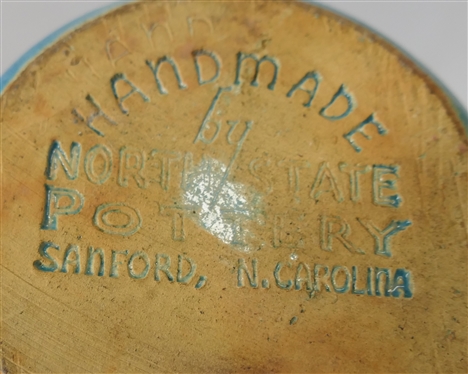 HANDMADE
by
NORTH STATE
POTTERY
SANFORD, N. CAROLINA